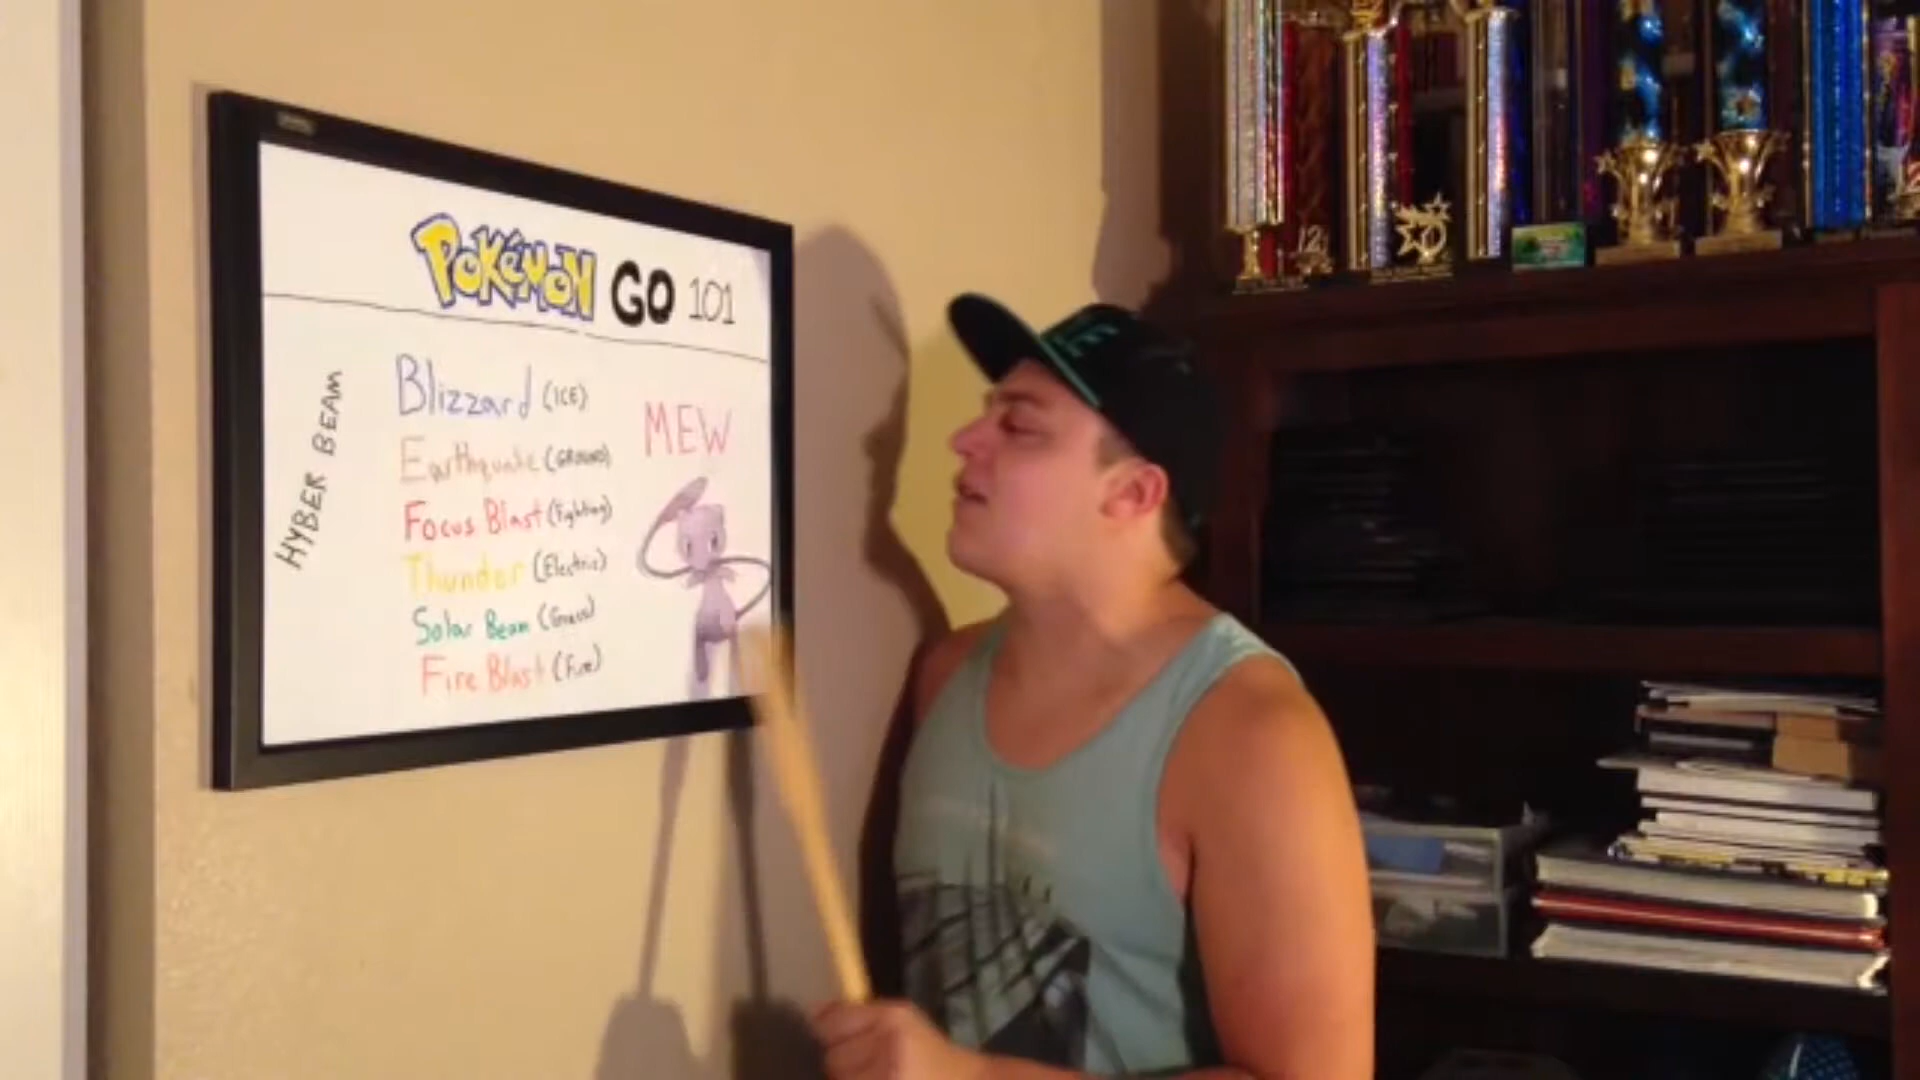 POKéMON GO 101
HYBER BEAM
Blizzard (ICE)
Earthquake (GROUND)
Focus Blast (Fighting)
Thunder (Electric)
Solar Beam (Grass)
Fire Blast (Fire)
MEW